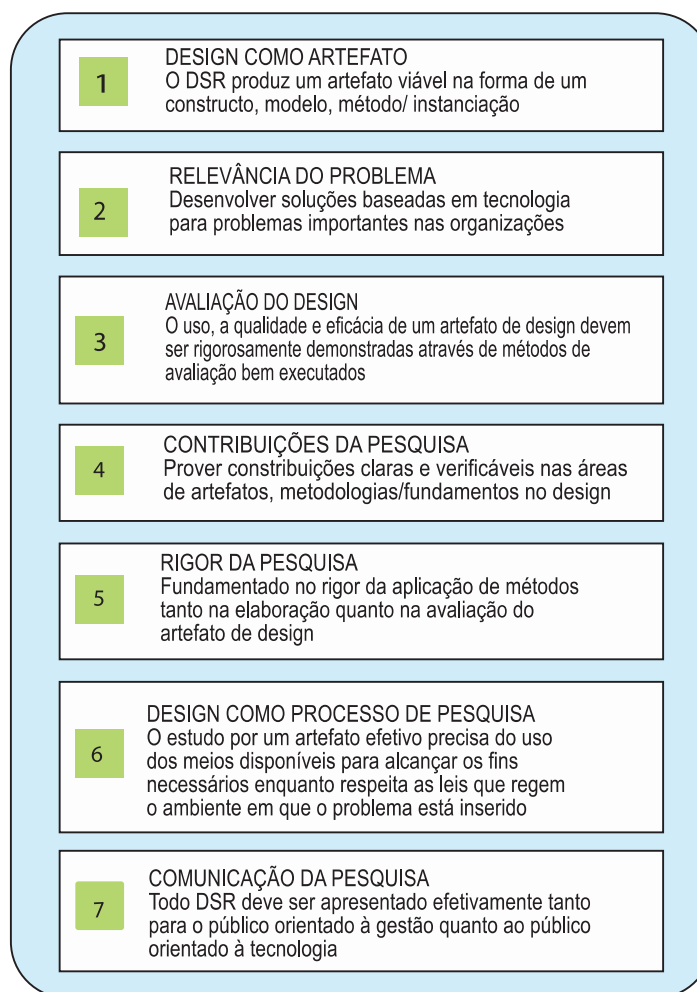 1
DESIGN COMO ARTEFATO
O DSR produz um artefato viável na forma de um
constructo, modelo, método/ instanciação
2
RELEVÂNCIA DO PROBLEMA
Desenvolver soluções baseadas em tecnologia
para problemas importantes nas organizações
3
AVALIAÇÃO DO DESIGN
O uso, a qualidade e eficácia de um artefato de design devem
ser rigorosamente demonstradas através de métodos de
avaliação bem executados
4
CONTRIBUIÇÕES DA PESQUISA
Prover constribuições claras e verificáveis nas áreas
de artefatos, metodologias/fundamentos no design
5
RIGOR DA PESQUISA
Fundamentado no rigor da aplicação de métodos
tanto na elaboração quanto na avaliação do
artefato de design
6
DESIGN COMO PROCESSO DE PESQUISA
O estudo por um artefato efetivo precisa do uso
dos meios disponíveis para alcançar os fins
necessários enquanto respeita as leis que regem
o ambiente em que o problema está inserido
7
COMUNICAÇÃO DA PESQUISA
Todo DSR deve ser apresentado efetivamente tanto
para o público orientado à gestão quanto ao público
orientado à tecnologia